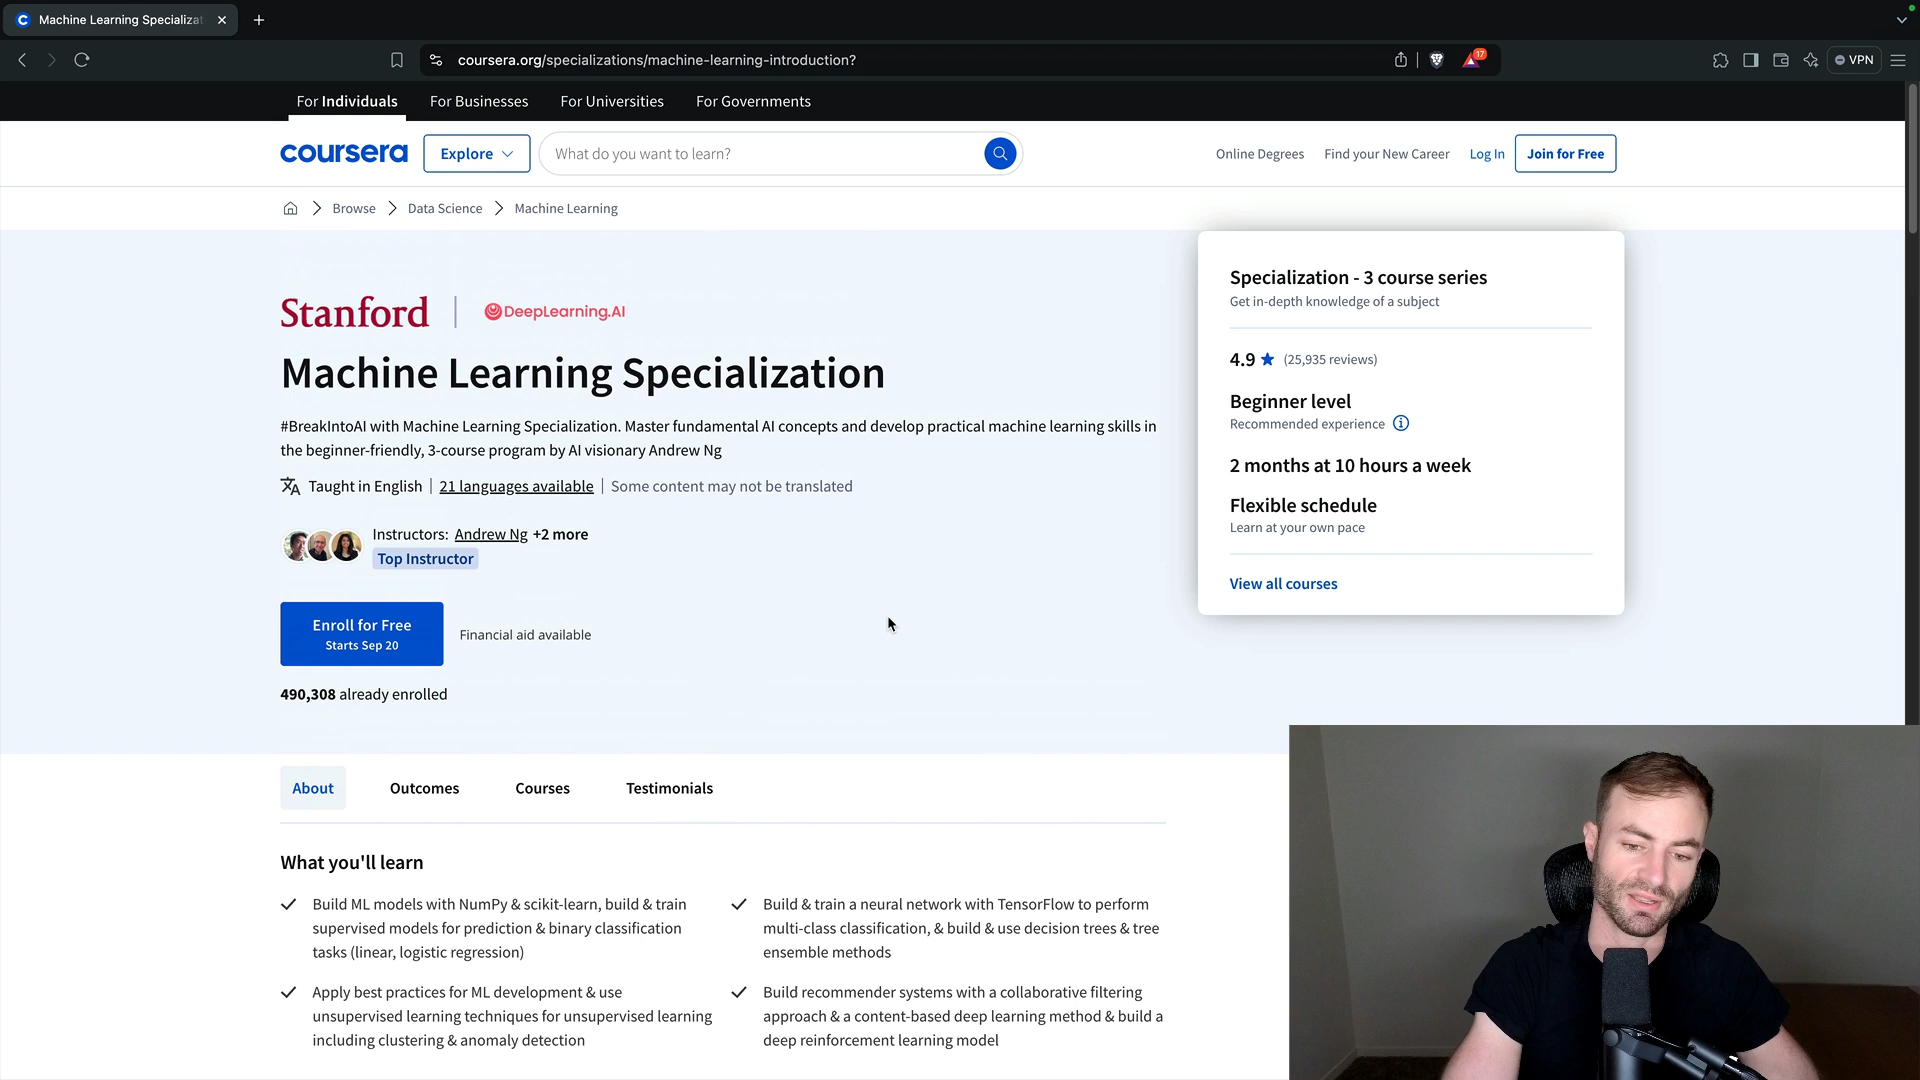 Machine Learning Specializat
coursera.org/specializations/machine-learning-introduction?
17
VPN
For Individuals
For Businesses
For Universities
For Governments
coursera
Explore
What do you want to learn?
Online Degrees
Find your New Career
Log In
Join for Free
Browse
Data Science
Machine Learning
Stanford
DeepLearning.AI
Machine Learning Specialization
#BreakIntoAI with Machine Learning Specialization. Master fundamental AI concepts and develop practical machine learning skills in
the beginner-friendly, 3-course program by AI visionary Andrew Ng
Taught in English
21 languages available
Some content may not be translated
Instructors: Andrew Ng +2 more
Top Instructor
Enroll for Free
Starts Sep 20
Financial aid available
490,308 already enrolled
Specialization - 3 course series
Get in-depth knowledge of a subject
4.9 (25,935 reviews)
Beginner level
Recommended experience
2 months at 10 hours a week
Flexible schedule
Learn at your own pace
View all courses
About
Outcomes
Courses
Testimonials
What you'll learn
Build ML models with NumPy & scikit-learn, build & train
supervised models for prediction & binary classification
tasks (linear, logistic regression)
Build & train a neural network with TensorFlow to perform
multi-class classification, & build & use decision trees & tree
ensemble methods
Apply best practices for ML development & use
unsupervised learning techniques for unsupervised learning
including clustering & anomaly detection
Build recommender systems with a collaborative filtering
approach & a content-based deep learning method & build a
deep reinforcement learning model